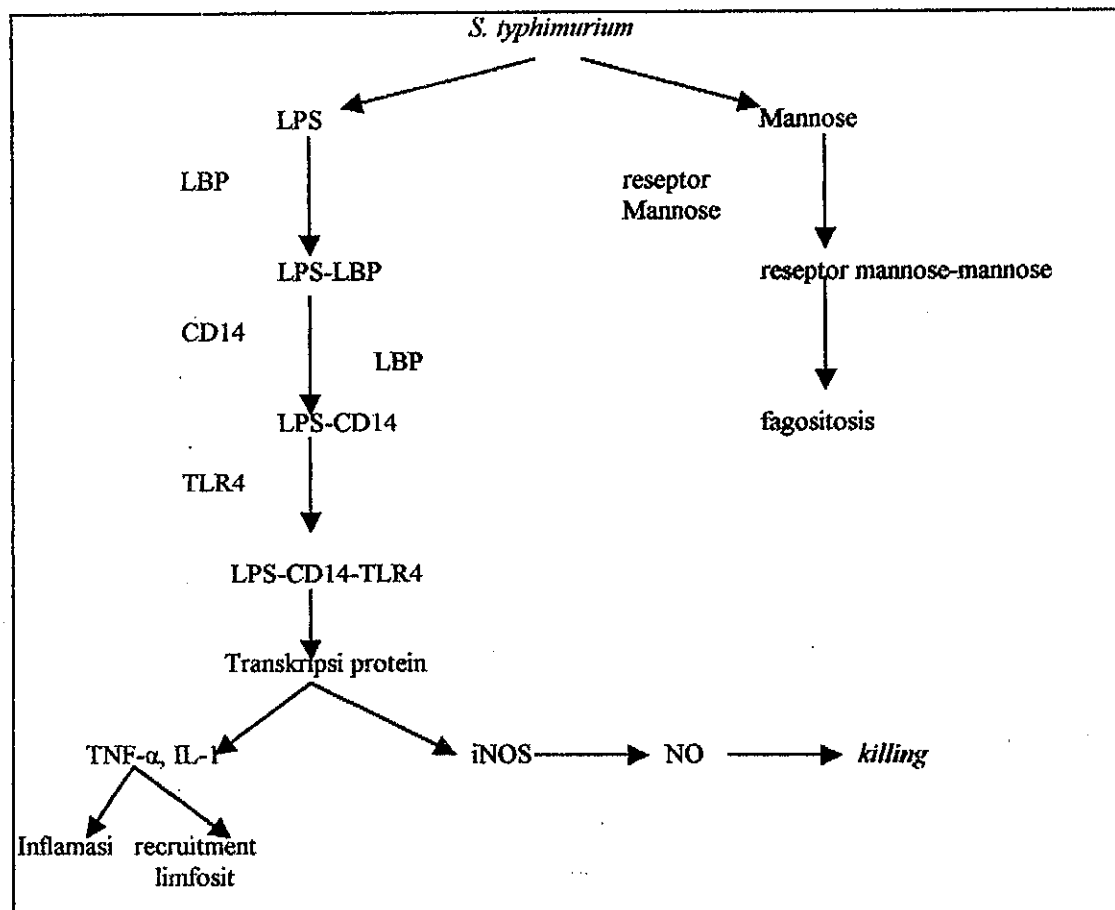 S. typhimurium
LPS
Mannose
LBP
reseptor
Mannose
LPS-LBP
reseptor mannose-mannose
CD14
LBP
LPS-CD14
fagositosis
TLR4
LPS-CD14-TLR4
Transkripsi protein
TNF-α, IL-1
iNOS
NO
killing
Inflamasi
recruitment
limfosit